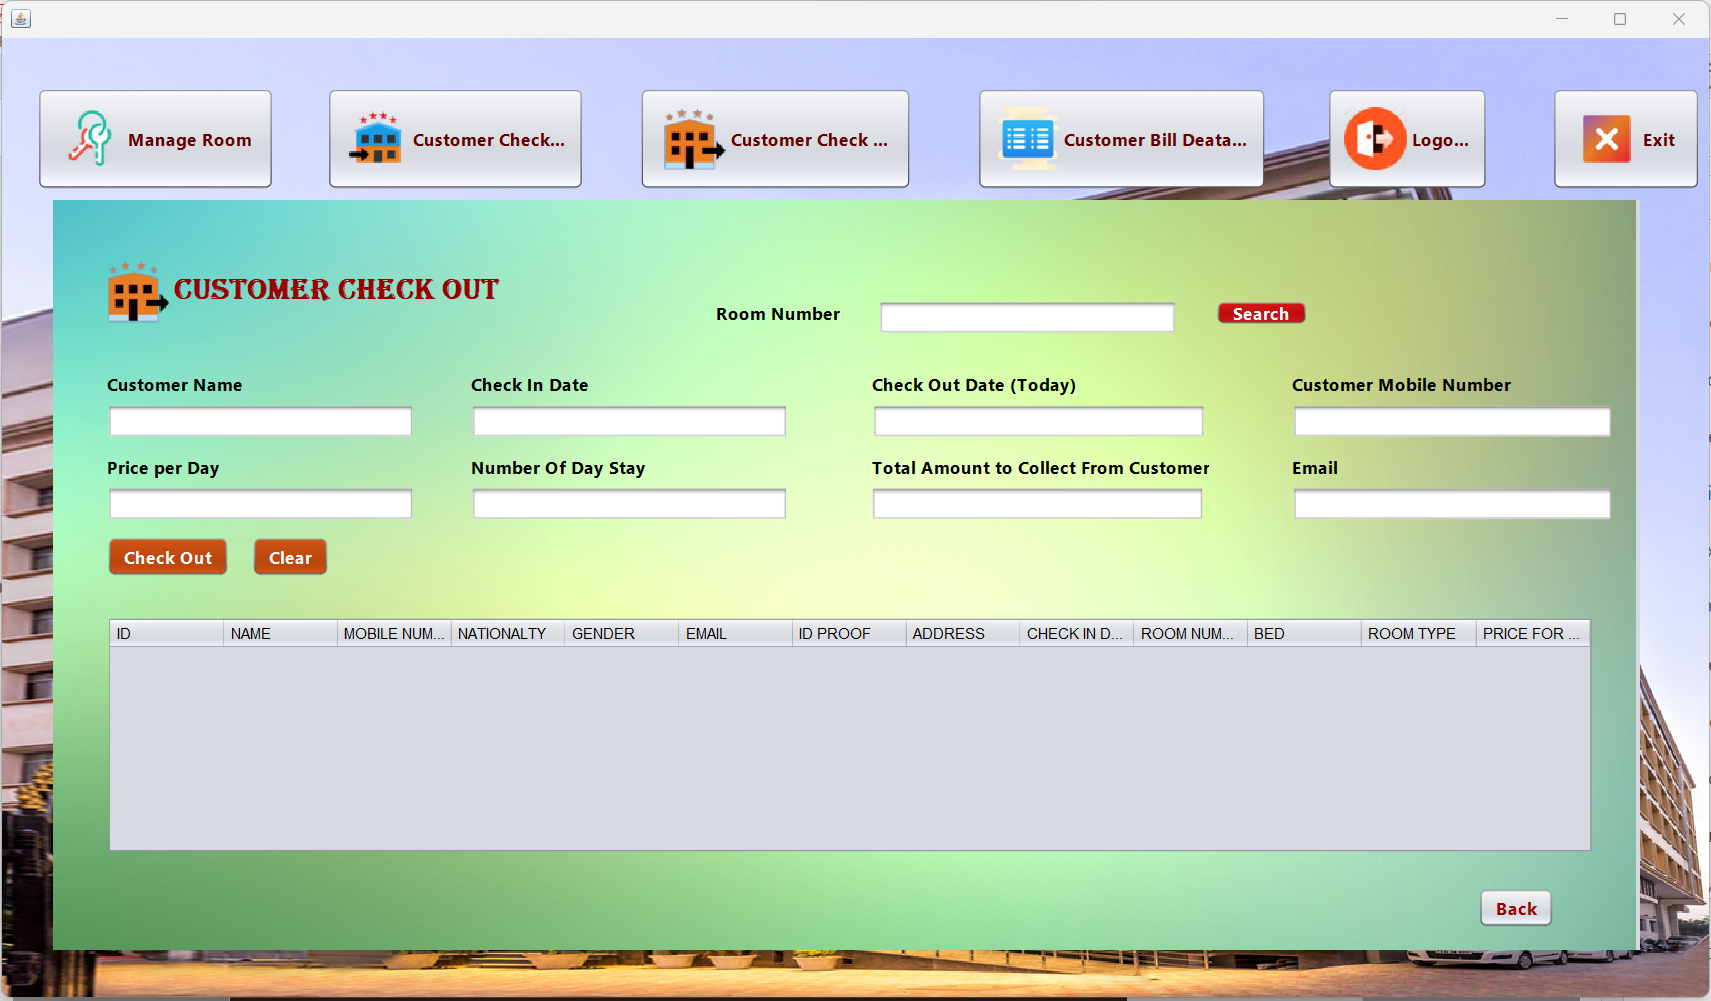 Manage Room
Customer Check...
Customer Check ...
Customer Bill Deata...
Logo...
Exit
CUSTOMER CHECK OUT
Room Number
Search
Customer Name
Check In Date
Check Out Date (Today)
Customer Mobile Number
Price per Day
Number Of Day Stay
Total Amount to Collect From Customer
Email
Check Out
Clear
ID NAME MOBILE NUM... NATIONALTY GENDER EMAIL ID PROOF ADDRESS CHECK IN D... ROOM NUM... BED ROOM TYPE PRICE FOR ...
Back